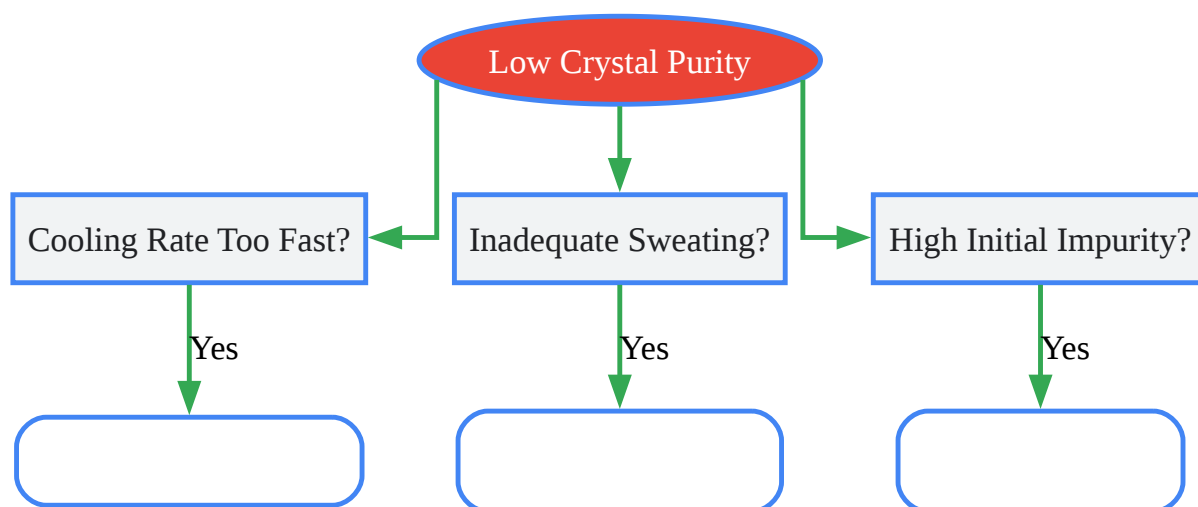 Low Crystal Purity
Cooling Rate Too Fast?
Inadequate Sweating?
High Initial Impurity?
Yes
Yes
Yes